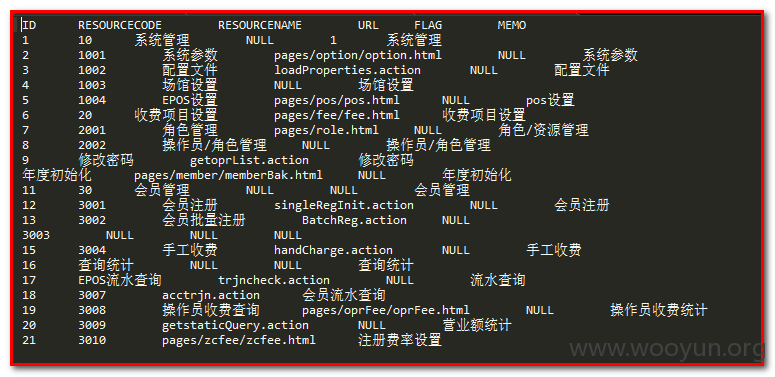 ID RESOURCECODE RESOURCENAME URL FLAG MEMO
1 10 系统管理 NULL 1 系统管理
2 1001 系统参数 pages/option/option.html NULL 系统参数
3 1002 配置文件 loadProperties.action NULL 配置文件
4 1003 场馆设置 NULL 场馆设置
5 1004 EPOS设置 pages/pos/pos.html NULL pos设置
6 20 收费项目设置 pages/fee/fee.html 收费项目设置
7 2001 角色管理 pages/role.html NULL 角色/资源管理
8 2002 操作员/角色管理 NULL 操作员/角色管理
9 修改密码 getoprList.action 修改密码
年度初始化 pages/member/memberBak.html NULL 年度初始化
11 30 会员管理 NULL NULL 会员管理
12 3001 会员注册 singleRegInit.action NULL 会员注册
13 3002 会员批量注册 BatchReg.action NULL
3003 NULL NULL NULL
15 3004 手工收费 handCharge.action NULL 手工收费
16 查询统计 NULL NULL 查询统计
17 EPOS流水查询 trjncheck.action NULL 流水查询
18 3007 acctrjn.action 会员流水查询
19 3008 操作员收费查询 pages/oprFee/oprFee.html NULL 操作员收费统计
20 3009 getstaticQuery.action NULL 营业额统计
21 3010 pages/zcfee/zcfee.html 注册费率设置
www.wooyun.org